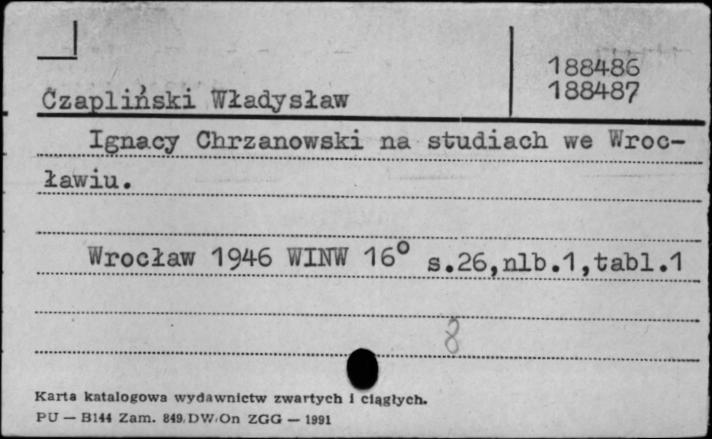 188486
188487
Czapliński Władysław
Ignacy Chrzanowski na studiach we Wroc-
ławiu.
Wrocław 1946 WINW 16° s.26,nlb.1,tabl.1
8
Karta katalogowa wydawnictw zwartych i ciągłych.
PU — B144 Zam. 849/DW/On ZGG — 1991